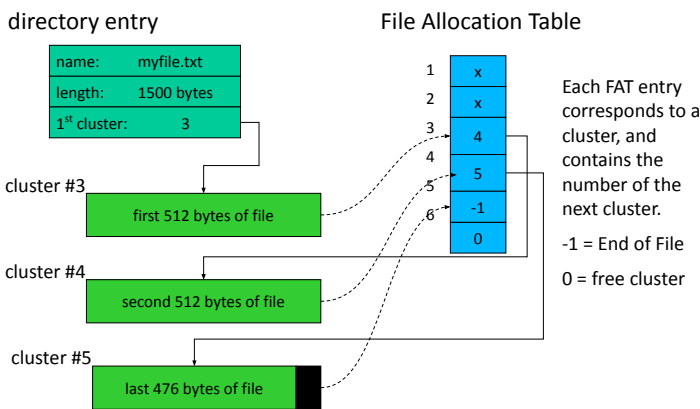 directory entry
File Allocation Table
name: myfile.txt
length: 1500 bytes
1st cluster: 3
cluster #3
first 512 bytes of file
cluster #4
second 512 bytes of file
cluster #5
last 476 bytes of file
1 x
2 x
3 4
4 5
5 -1
6 0
Each FAT entry
corresponds to a
cluster, and
contains the
number of the
next cluster.
-1 = End of File
0 = free cluster